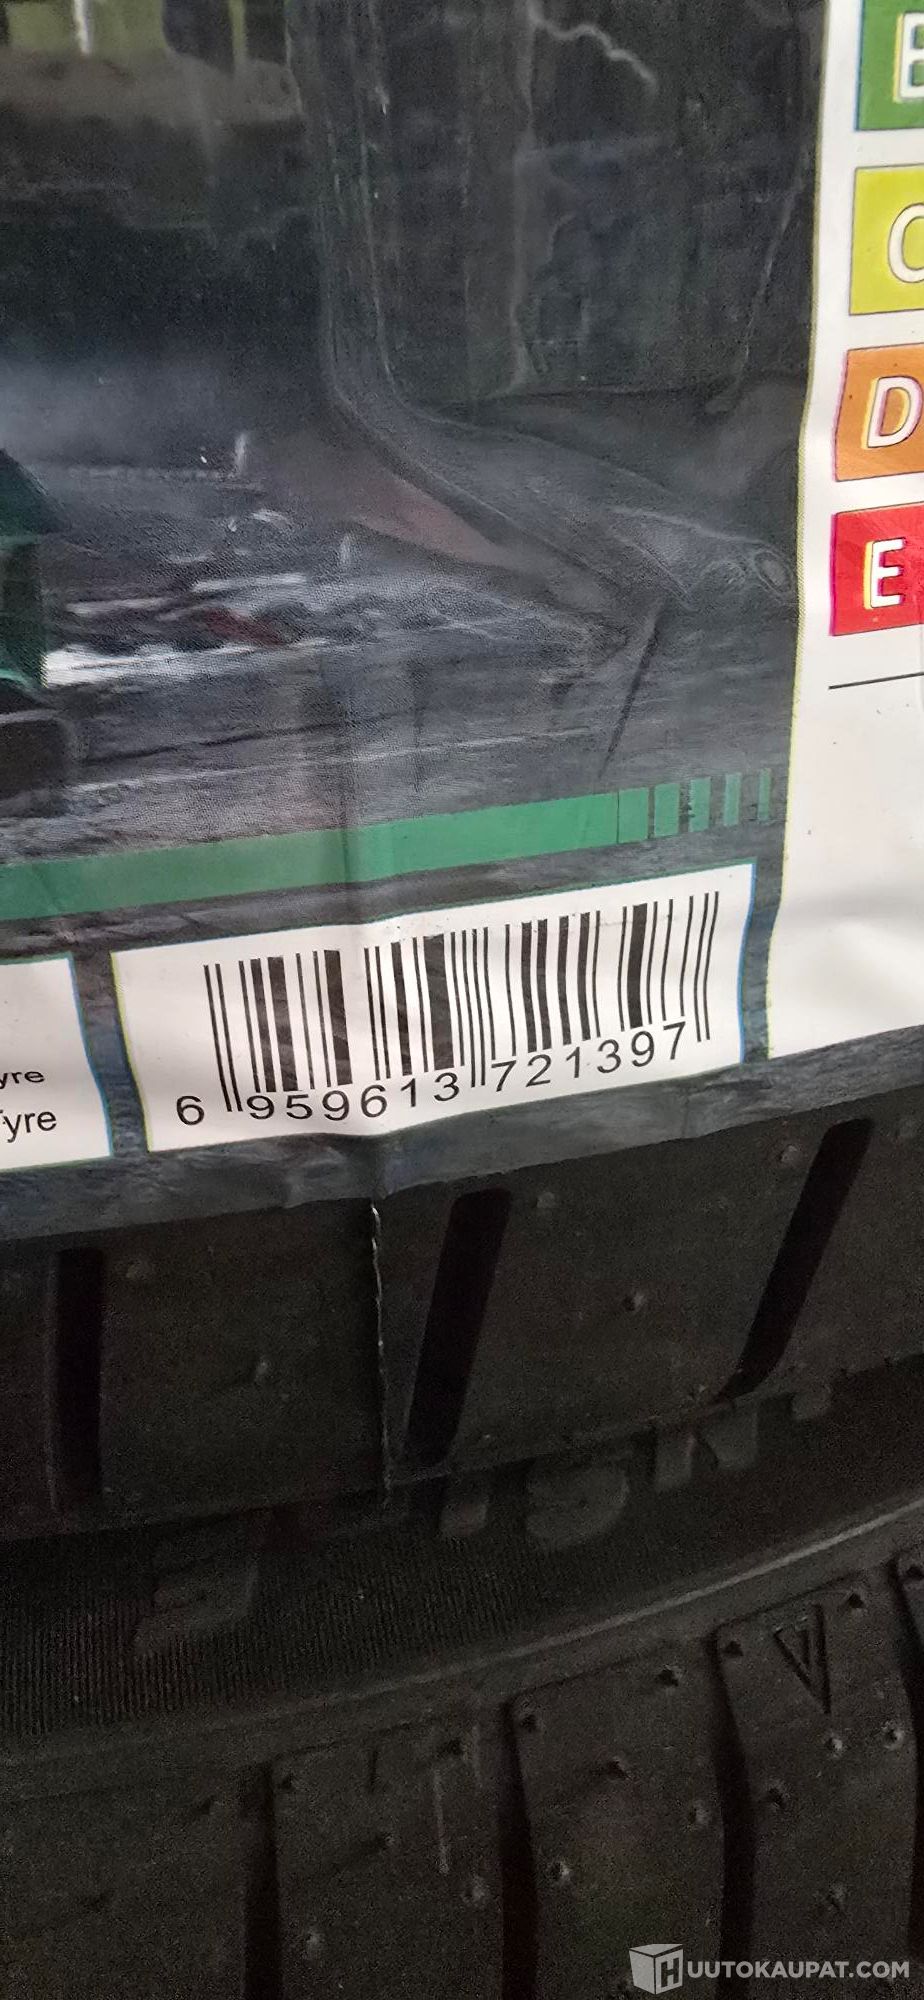 B
C
D
E
yre
Tyre
6 959613 721397
HUUTOKAUPAT.COM